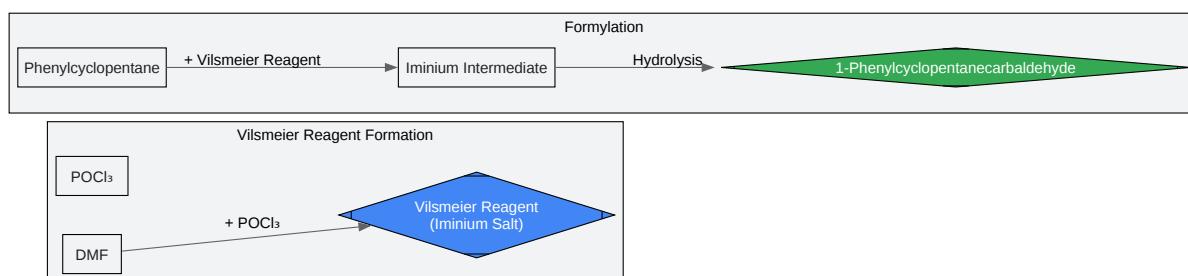 Formylation
Phenylcyclopentane
+ Vilsmeier Reagent
Iminium Intermediate
Hydrolysis
1-Phenylcyclopentanecarbaldehyde
Vilsmeier Reagent Formation
POCl₃
+ POCl₃
Vilsmeier Reagent
(Iminium Salt)
DMF